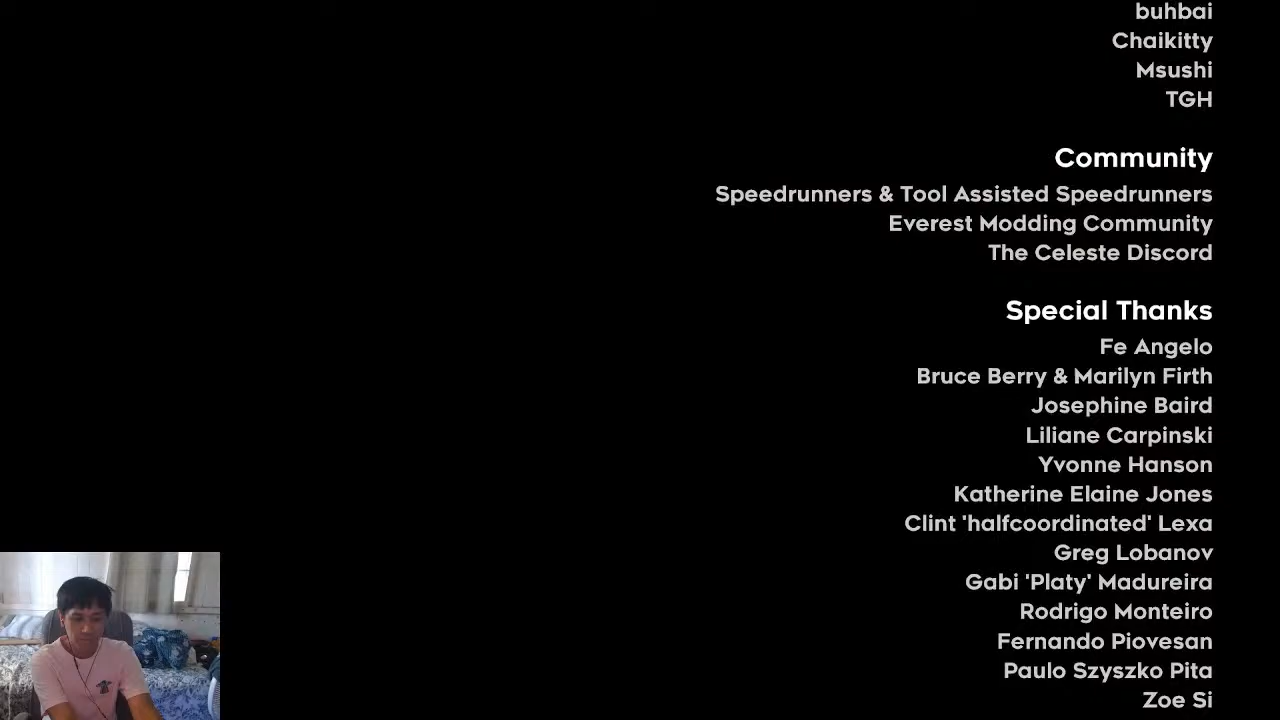 buhbai
Chaikitty
Msushi
TGH
Community
Speedrunners & Tool Assisted Speedrunners
Everest Modding Community
The Celeste Discord
Special Thanks
Fe Angelo
Bruce Berry & Marilyn Firth
Josephine Baird
Liliane Carpinski
Yvonne Hanson
Katherine Elaine Jones
Clint 'halfcoordinated' Lexa
Greg Lobanov
Gabi 'Platy' Madureira
Rodrigo Monteiro
Fernando Piovesan
Paulo Szyszko Pita
Zoe Si